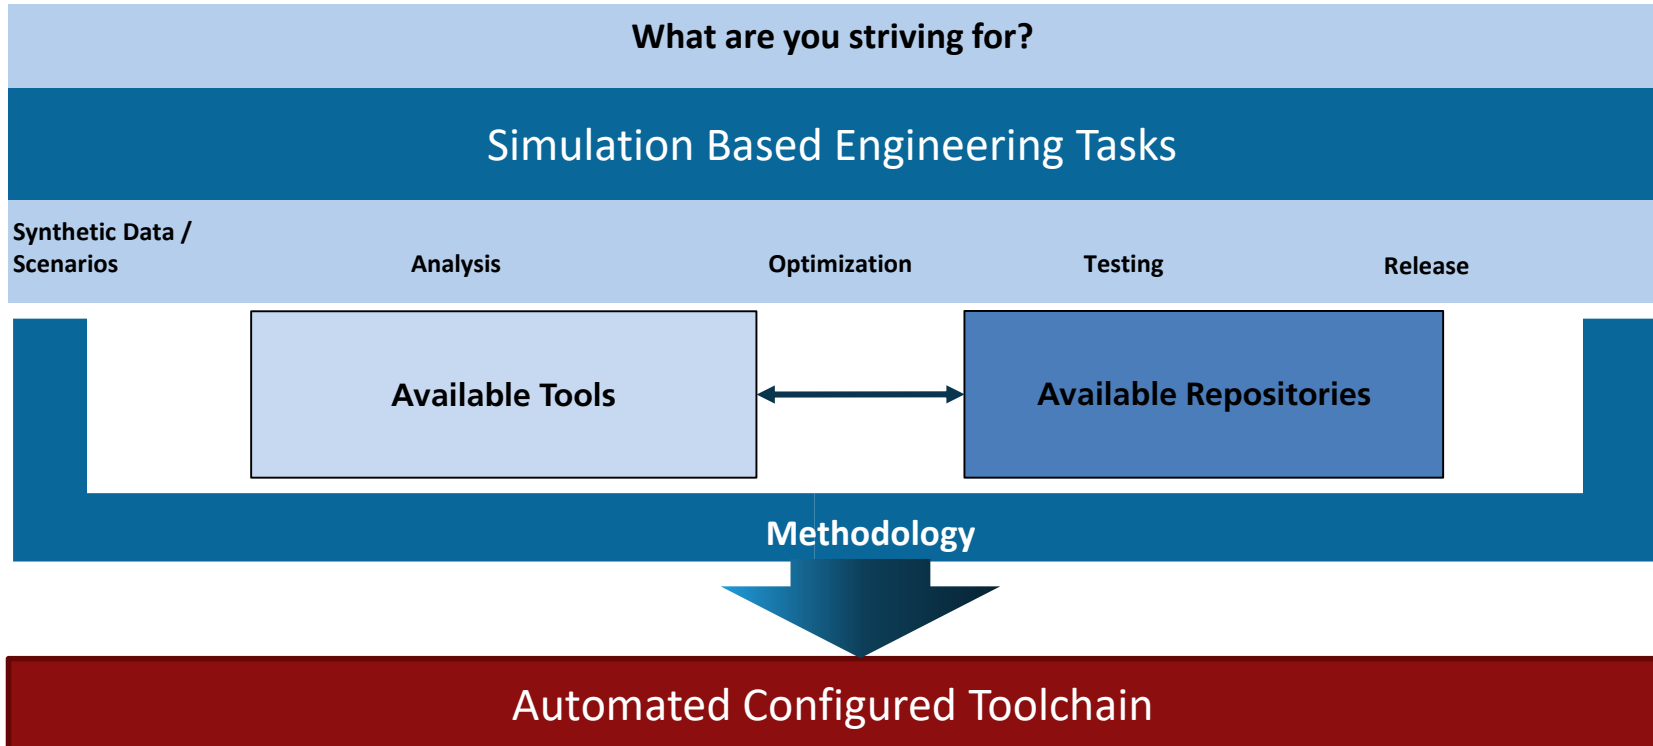 What are you striving for?
Simulation Based Engineering Tasks
Synthetic Data /
Scenarios
Analysis
Optimization
Testing
Release
Available Tools
Available Repositories
Methodology
Automated Configured Toolchain